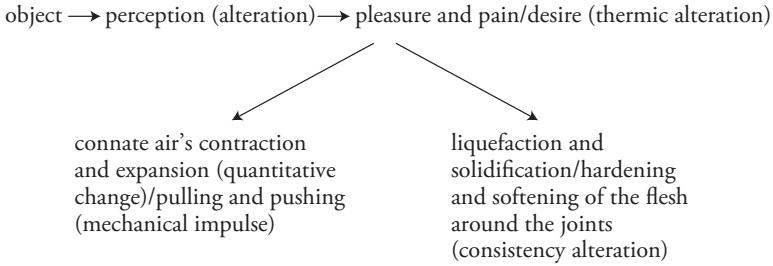 object → perception (alteration) → pleasure and pain/desire (thermic alteration)
connate air’s contraction
and expansion (quantitative
change)/pulling and pushing
(mechanical impulse)
liquefaction and
solidification/hardening
and softening of the flesh
around the joints
(consistency alteration)